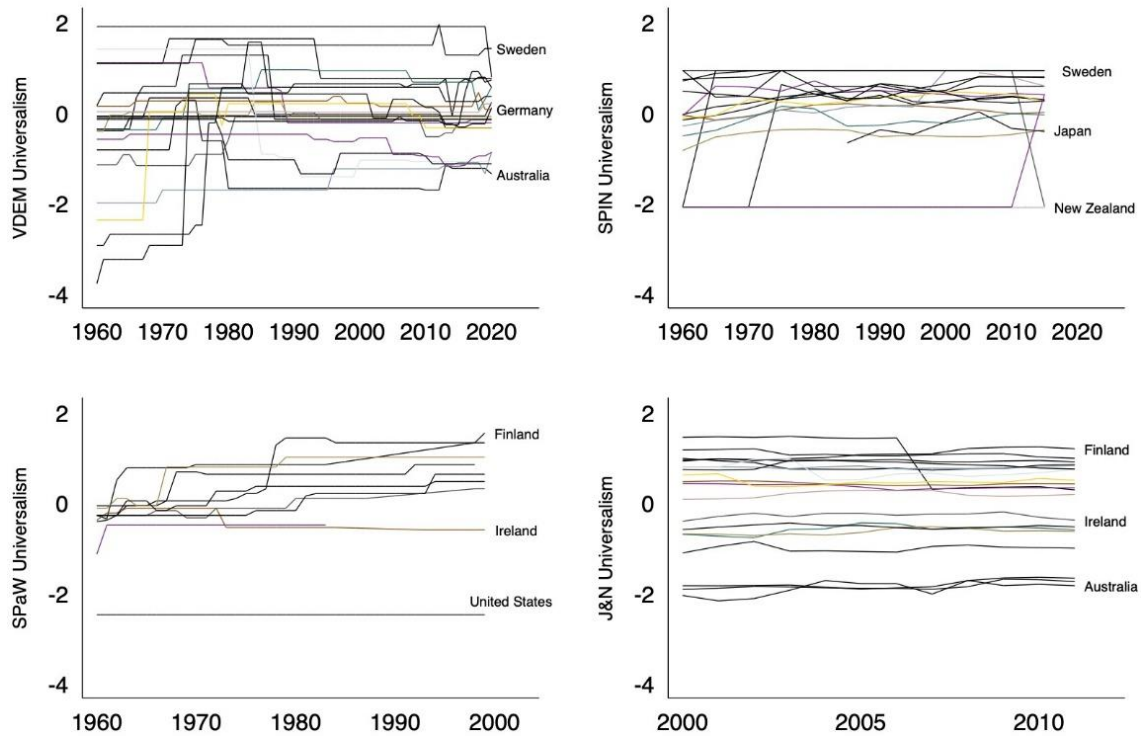 VDEM Universalism
2
0
-2
-4
Sweden
Germany
Australia
1960 1970 1980 1990 2000 2010 2020
SPIN Universalism
2
0
-2
-4
Sweden
Japan
New Zealand
1960 1970 1980 1990 2000 2010 2020
SPaW Universalism
2
0
-2
-4
Finland
Ireland
United States
1960 1970 1980 1990 2000
J&N Universalism
2
0
-2
-4
Finland
Ireland
Australia
2000 2005 2010